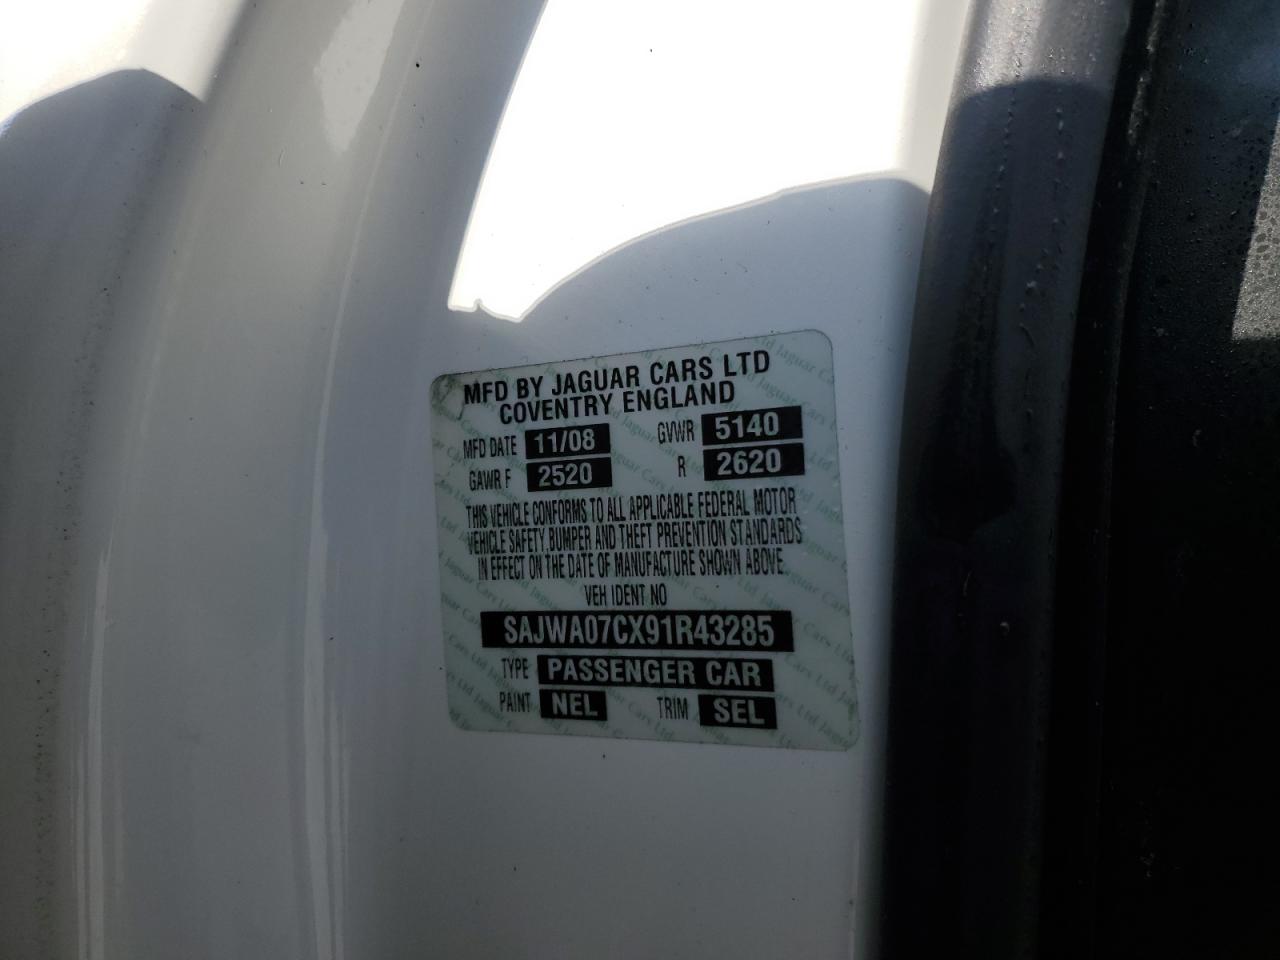 MFD BY JAGUAR CARS LTD
COVENTRY ENGLAND
MFD DATE 11/08 GVWR 5140
GAWR F 2520 R 2620
THIS VEHICLE CONFORMS TO ALL APPLICABLE FEDERAL MOTOR
VEHICLE SAFETY, BUMPER AND THEFT PREVENTION STANDARDS
IN EFFECT ON THE DATE OF MANUFACTURE SHOWN ABOVE
VEH IDENT NO
SAJWA07CX91R43285
TYPE PASSENGER CAR
PAINT NEL TRIM SEL